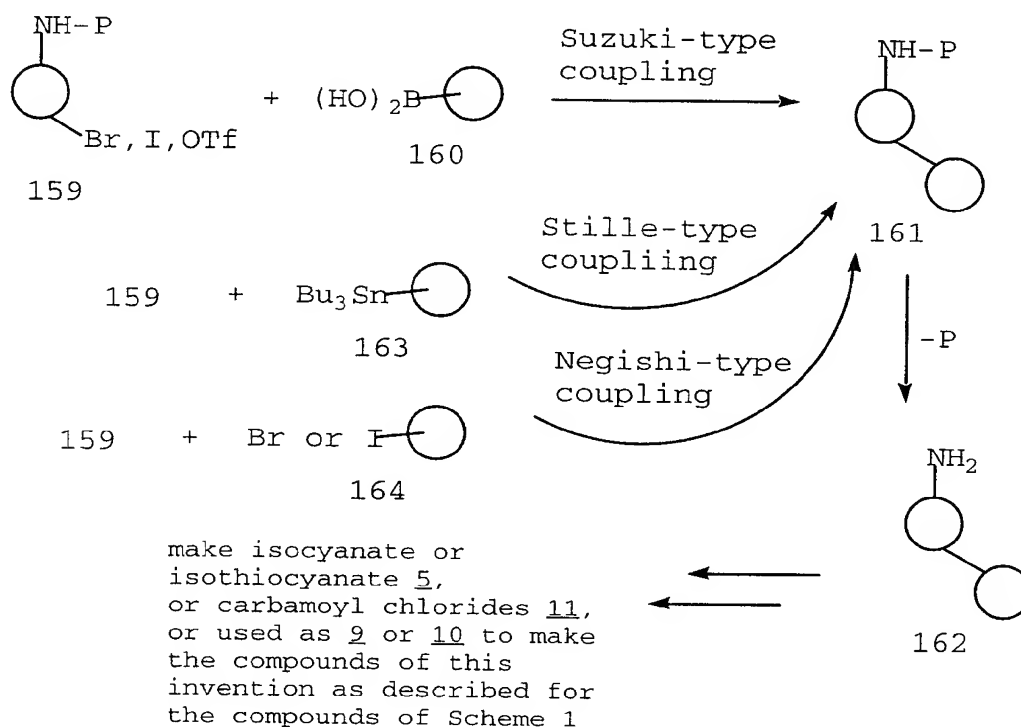 NH-P
Br, I, OTf
159
+
(HO)₂B
160
Suzuki-type
coupling
NH-P
161
159 + Bu₃Sn
163
Stille-type
coupliing
159 + Br or I
164
Negishi-type
coupling
-P
NH₂
162
make isocyanate or
isothiocyanate 5,
or carbamoyl chlorides 11,
or used as 9 or 10 to make
the compounds of this
invention as described for
the compounds of Scheme 1